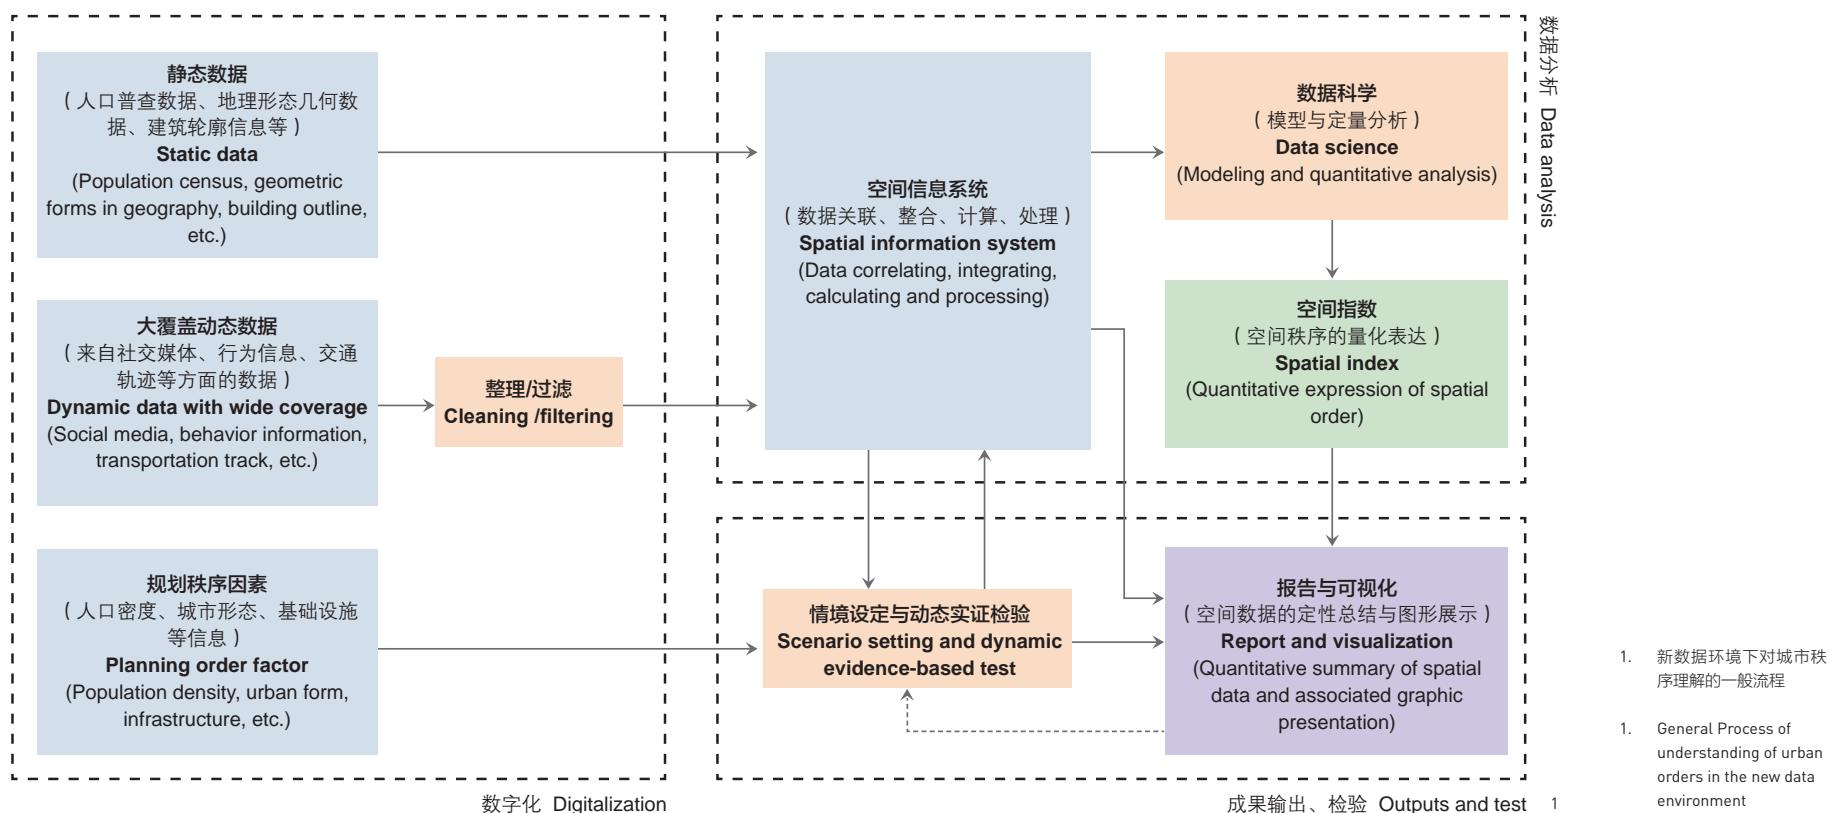 静态数据
（人口普查数据、地理形态几何数
据、建筑轮廓信息等）
Static data
(Population census, geometric
forms in geography, building outline,
etc.)
大覆盖动态数据
（来自社交媒体、行为信息、交通
轨迹等方面的数据）
Dynamic data with wide coverage
(Social media, behavior information,
transportation track, etc.)
整理/过滤
Cleaning /filtering
规划秩序因素
（人口密度、城市形态、基础设施
等信息）
Planning order factor
(Population density, urban form,
infrastructure, etc.)
数字化 Digitalization
空间信息系统
（数据关联、整合、计算、处理）
Spatial information system
(Data correlating, integrating,
calculating and processing)
数据科学
（模型与定量分析）
Data science
(Modeling and quantitative analysis)
空间指数
（空间秩序的量化表达）
Spatial index
(Quantitative expression of spatial
order)
数据分析 Data analysis
情境设定与动态实证检验
Scenario setting and dynamic
evidence-based test
报告与可视化
（空间数据的定性总结与图形展示）
Report and visualization
(Quantitative summary of spatial
data and associated graphic
presentation)
成果输出、检验 Outputs and test
1
1. 新数据环境下对城市秩
序理解的一般流程
1. General Process of
understanding of urban
orders in the new data
environment